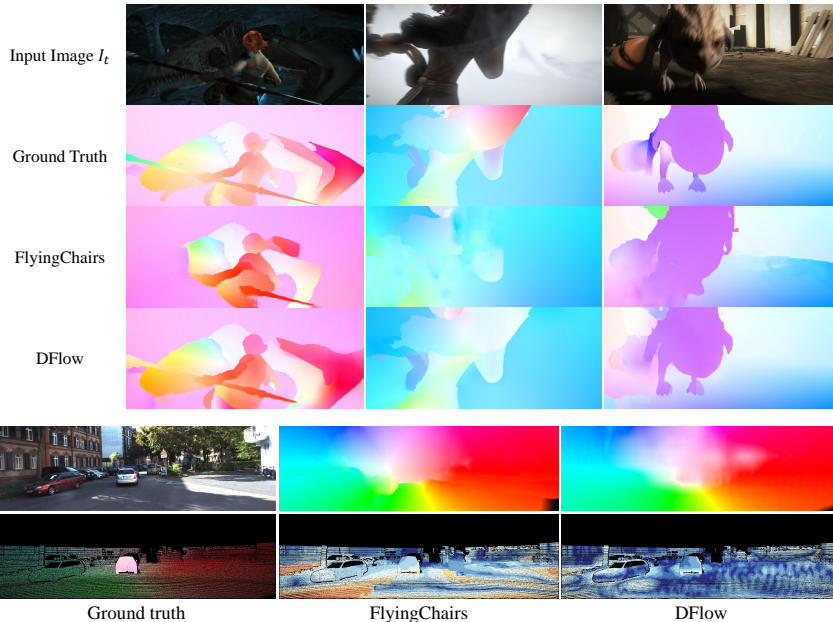 Input Image I_t
Ground Truth
FlyingChairs
DFlow
Ground truth
FlyingChairs
DFlow